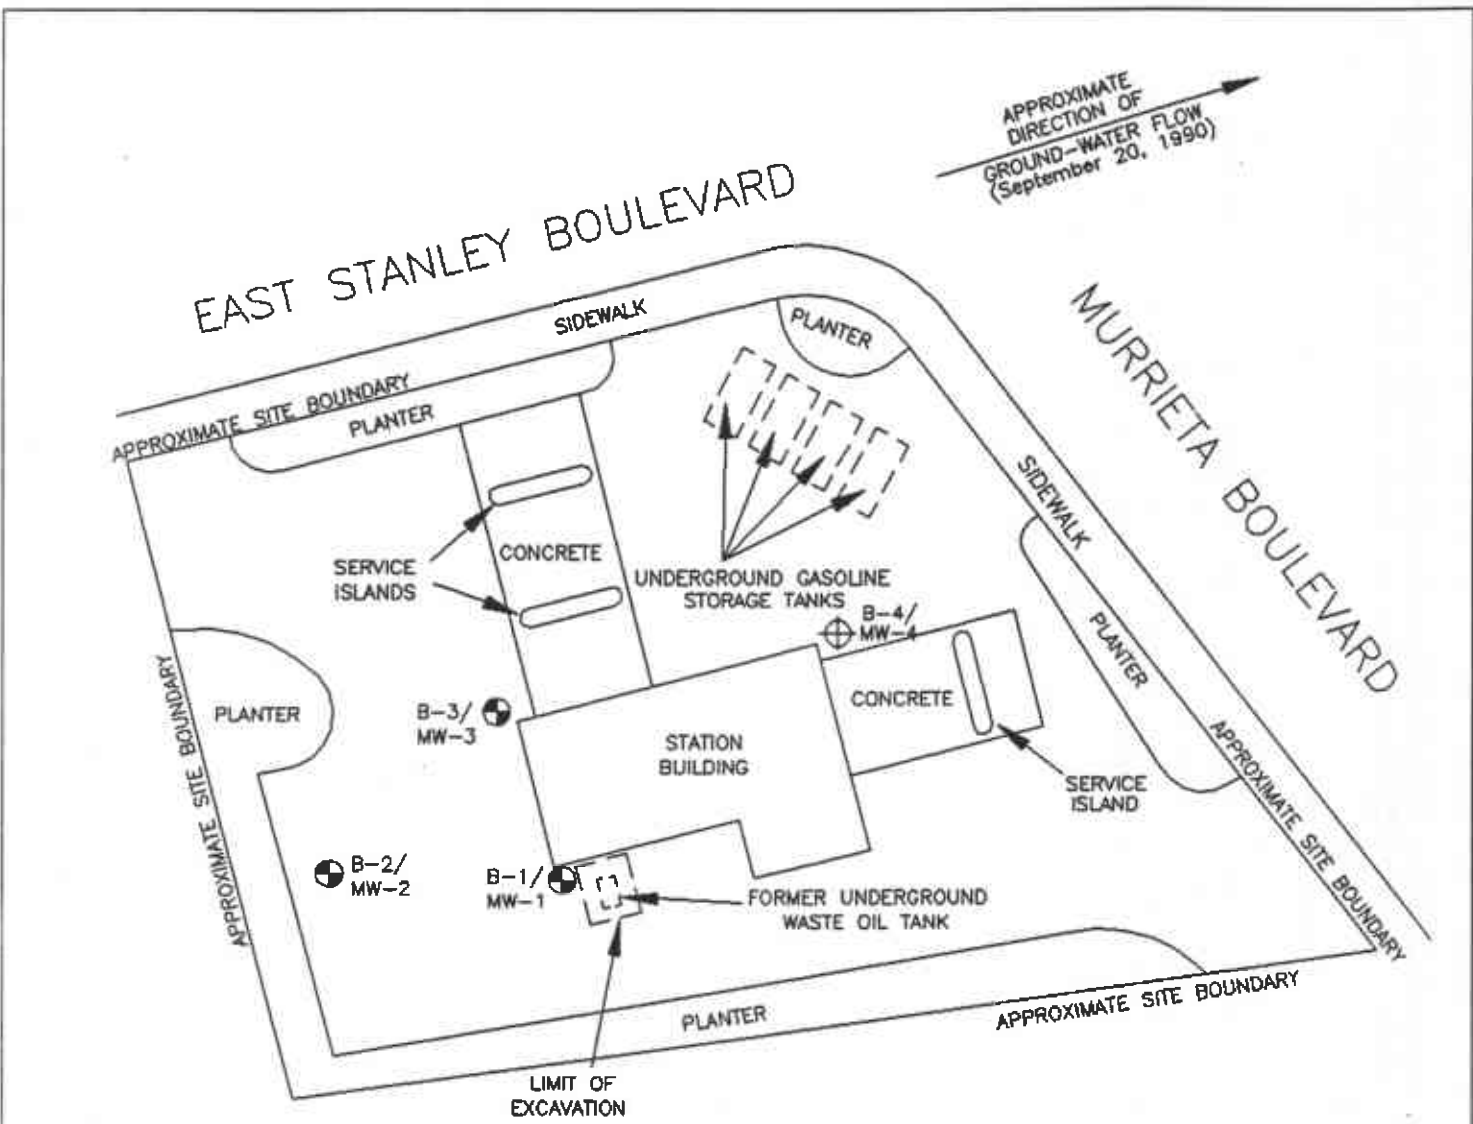 APPROXIMATE
DIRECTION OF
GROUND-WATER FLOW
(September 20, 1990)
EAST STANLEY BOULEVARD
MURRIETA BOULEVARD
SIDEWALK
PLANTER
APPROXIMATE SITE BOUNDARY
PLANTER
SIDEWALK
SERVICE
ISLANDS
CONCRETE
UNDERGROUND GASOLINE
STORAGE TANKS
B-4/
MW-4
PLANTER
PLANTER
APPROXIMATE SITE BOUNDARY
B-3/
MW-3
CONCRETE
STATION
BUILDING
SERVICE
ISLAND
APPROXIMATE SITE BOUNDARY
B-2/
MW-2
B-1/
MW-1
FORMER UNDERGROUND
WASTE OIL TANK
PLANTER
APPROXIMATE SITE BOUNDARY
LIMIT OF
EXCAVATION